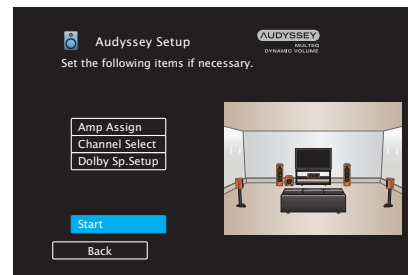 Audyssey Setup
AUDYSSEY
MULTEQ
DYNAMIC VOLUME
Set the following items if necessary.
Amp Assign
Channel Select
Dolby Sp.Setup
Start
Back